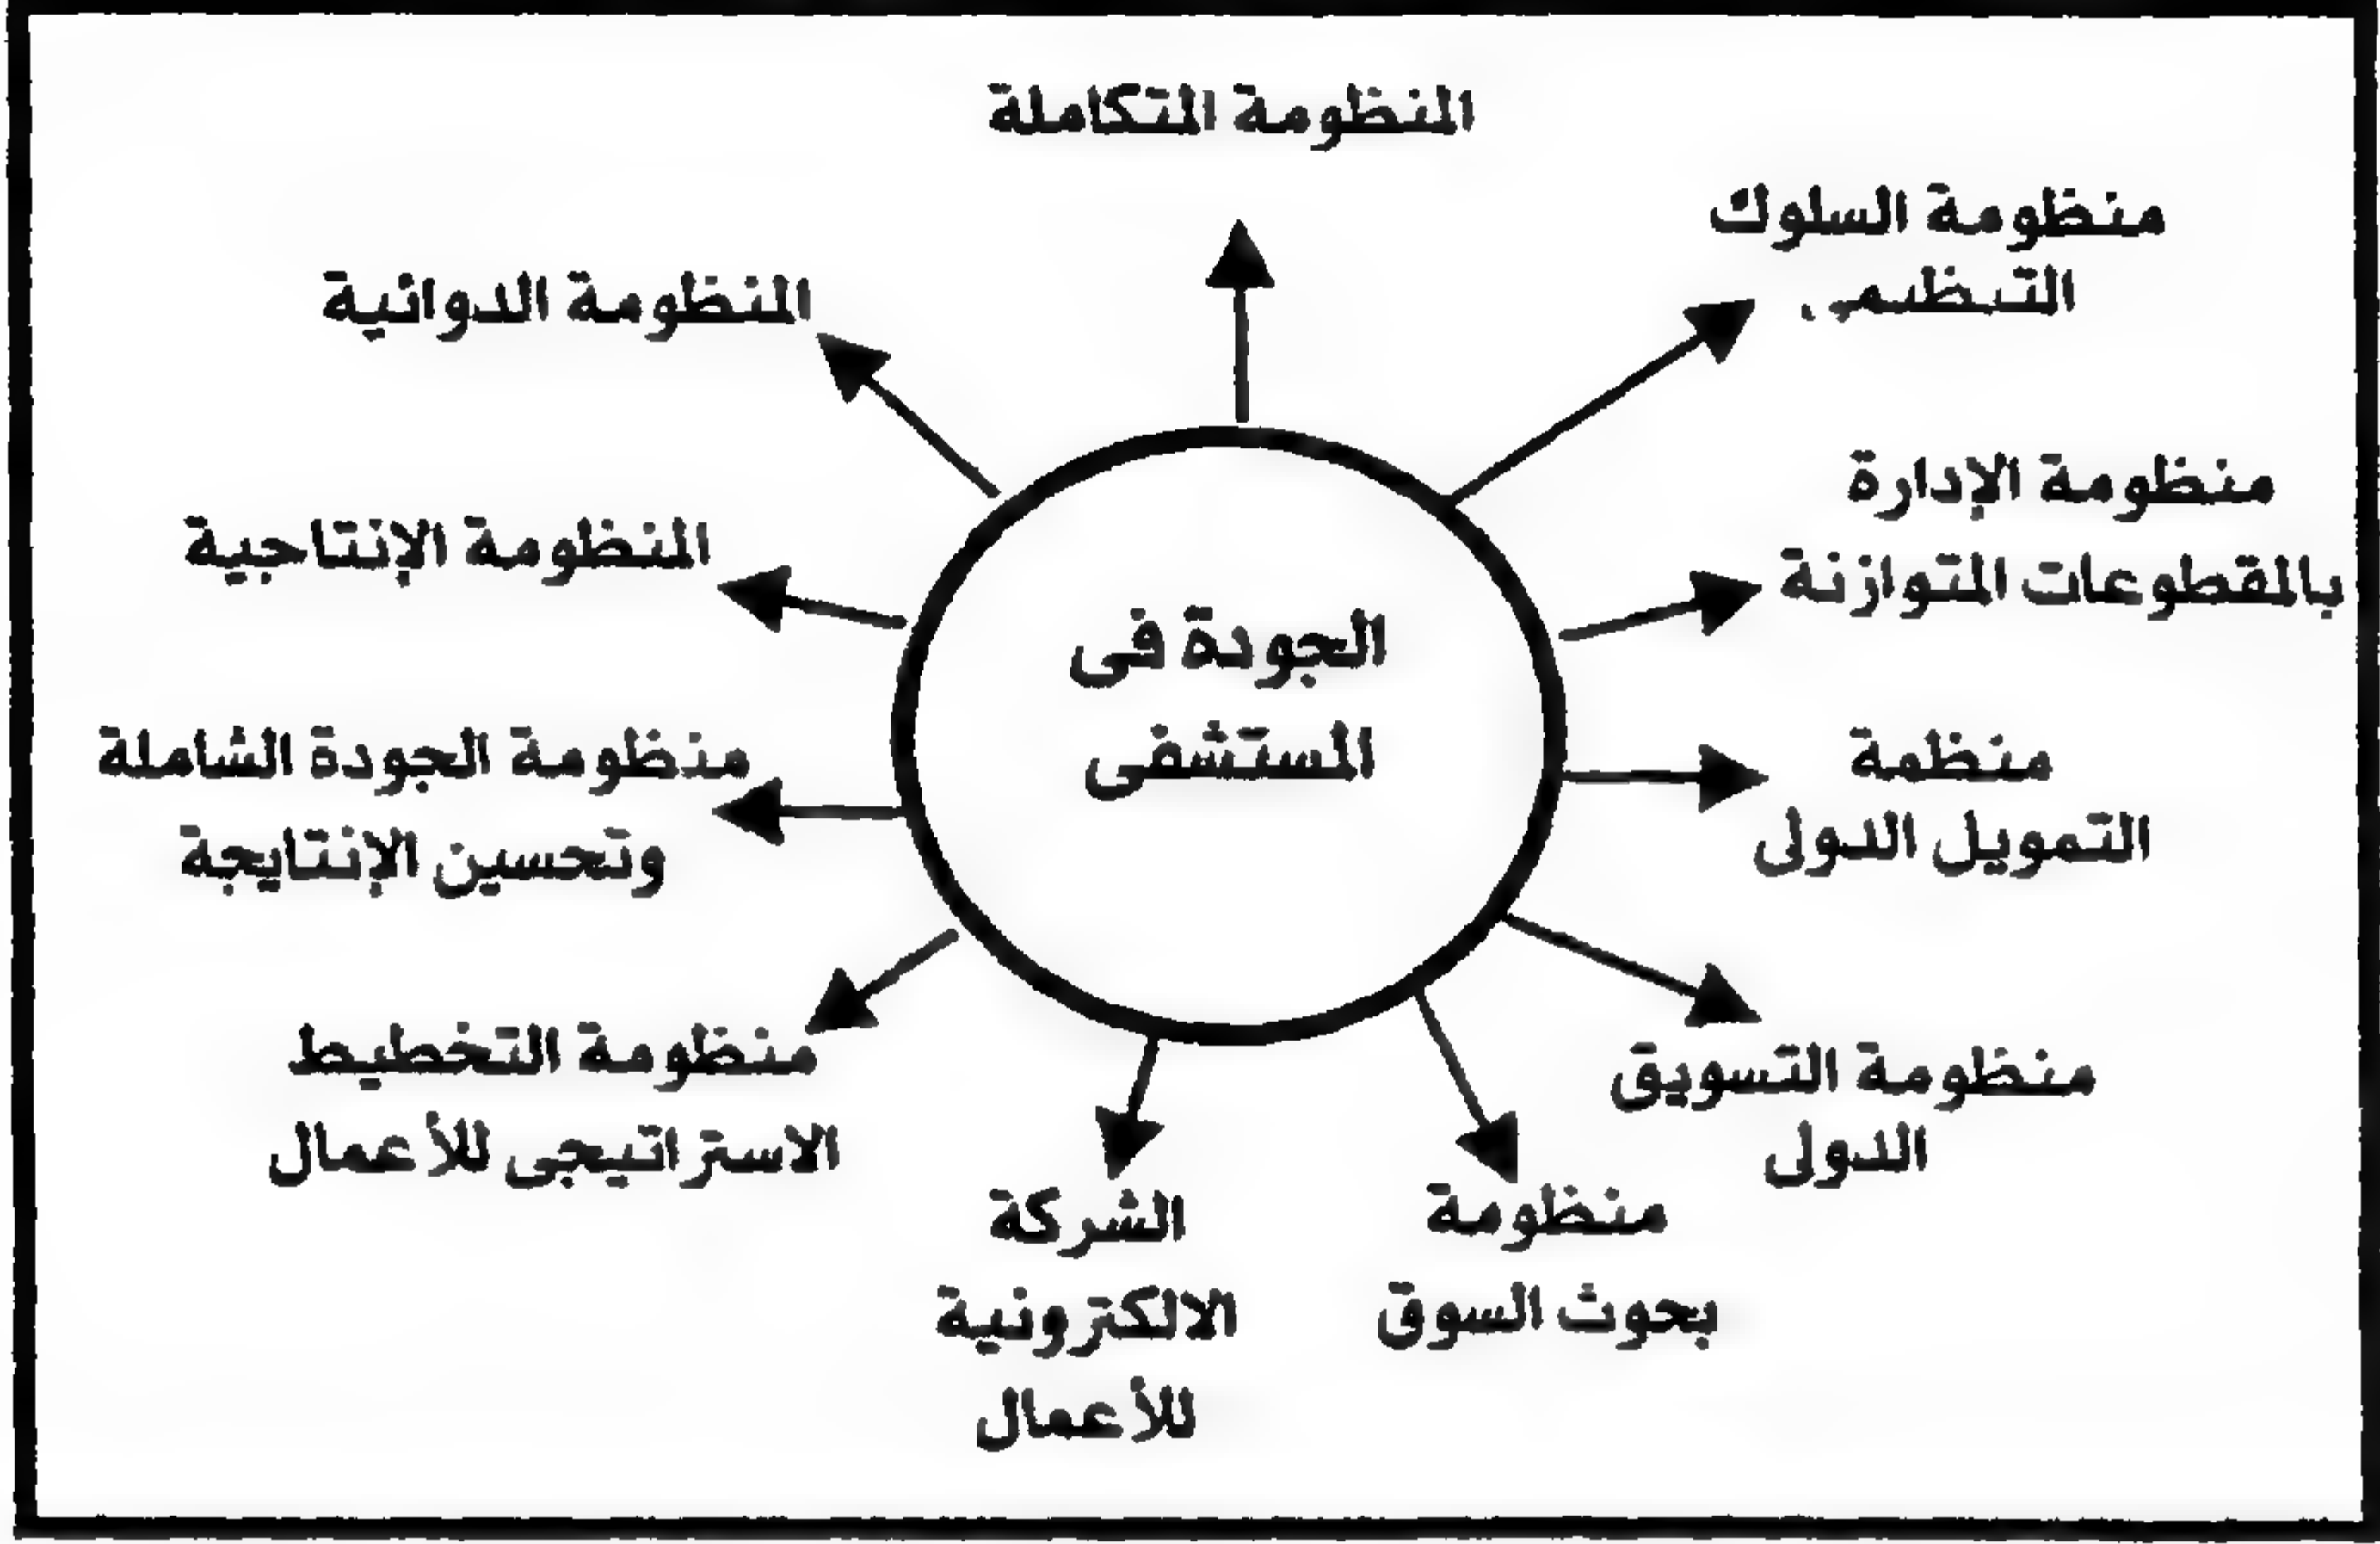 المنظومة المتكاملة
منظومة السلوك
المنظومة الدوائية
منظومة الإدارة
بالمقطوعات المتوازنة
المنظومة الإنتاجية
الجودة فى
المستشفى
منظمة
التمويل الدولى
منظومة الجودة الشاملة
وتحسين الإنتايجة
منظومة التسويق
الدولى
منظومة التخطيط
الاستراتيجى للأعمال
منظومة
بحوث السوق
الشركة
الالكترونية
للأعمال